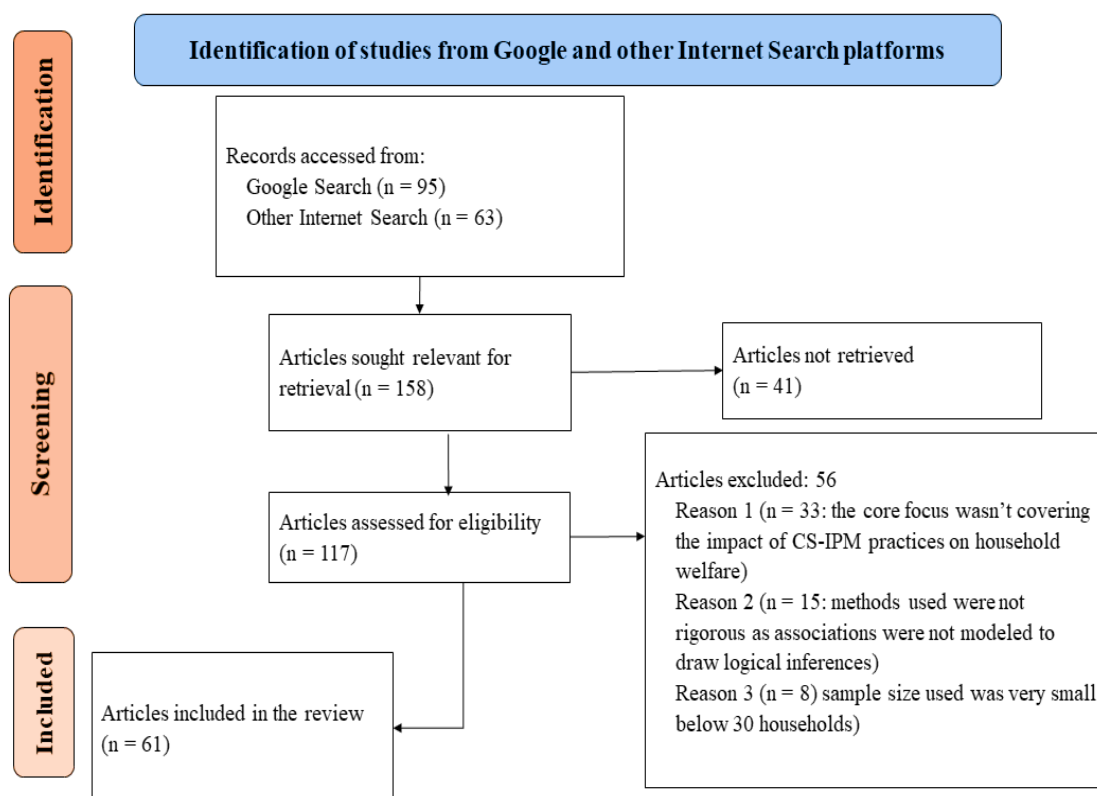 Identification of studies from Google and other Internet Search platforms
Identification
Records accessed from:
Google Search (n = 95)
Other Internet Search (n = 63)
Screening
Articles sought relevant for
retrieval (n = 158)
Articles not retrieved
(n = 41)
Articles assessed for eligibility
(n = 117)
Articles excluded: 56
Reason 1 (n = 33: the core focus wasn’t covering
the impact of CS-IPM practices on household
welfare)
Reason 2 (n = 15: methods used were not
rigorous as associations were not modeled to
draw logical inferences)
Reason 3 (n = 8) sample size used was very small
below 30 households)
Included
Articles included in the review
(n = 61)